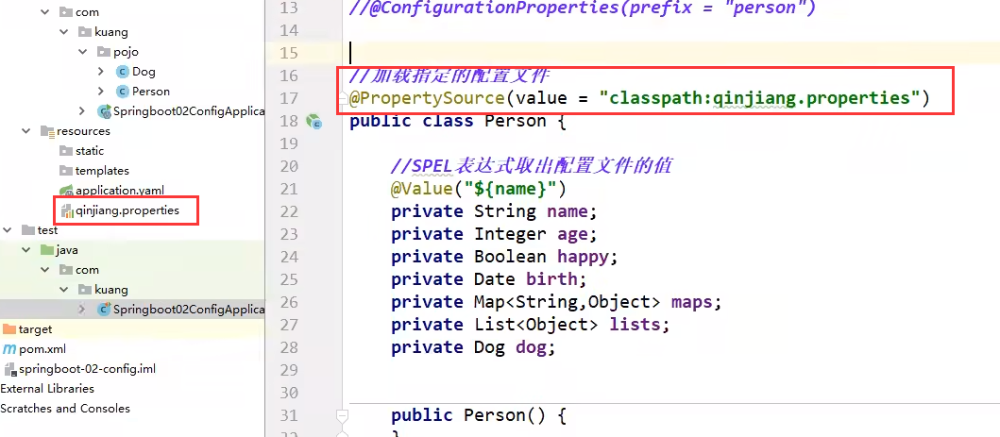 com
kuang
pojo
Dog
Person
Springboot02ConfigApplica
resources
static
templates
application.yaml
qinjiang.properties
test
java
com
kuang
Springboot02ConfigApplica
target
pom.xml
springboot-02-config.iml
External Libraries
Scratches and Consoles
13 //@ConfigurationProperties(prefix = "person")
14
15
16 //加载指定的配置文件
17 @PropertySource(value = "classpath:qinjiang.properties")
18 public class Person {
19
20 //SPEL表达式取出配置文件的值
21 @Value("${name}")
22 private String name;
23 private Integer age;
24 private Boolean happy;
25 private Date birth;
26 private Map<String,Object> maps;
27 private List<Object> lists;
28 private Dog dog;
29
30
31 public Person() {